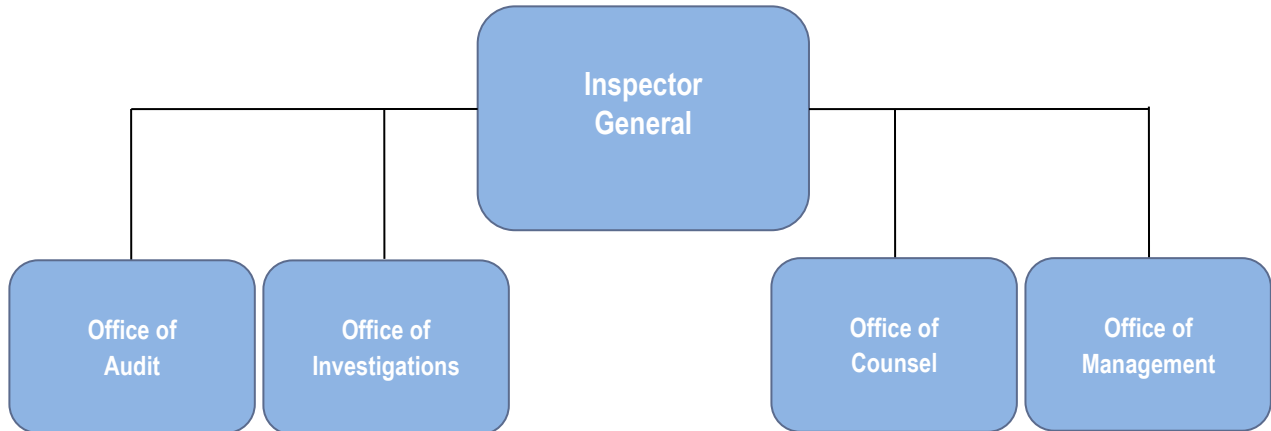 Inspector
General
Office of
Audit
Office of
Investigations
Office of
Counsel
Office of
Management